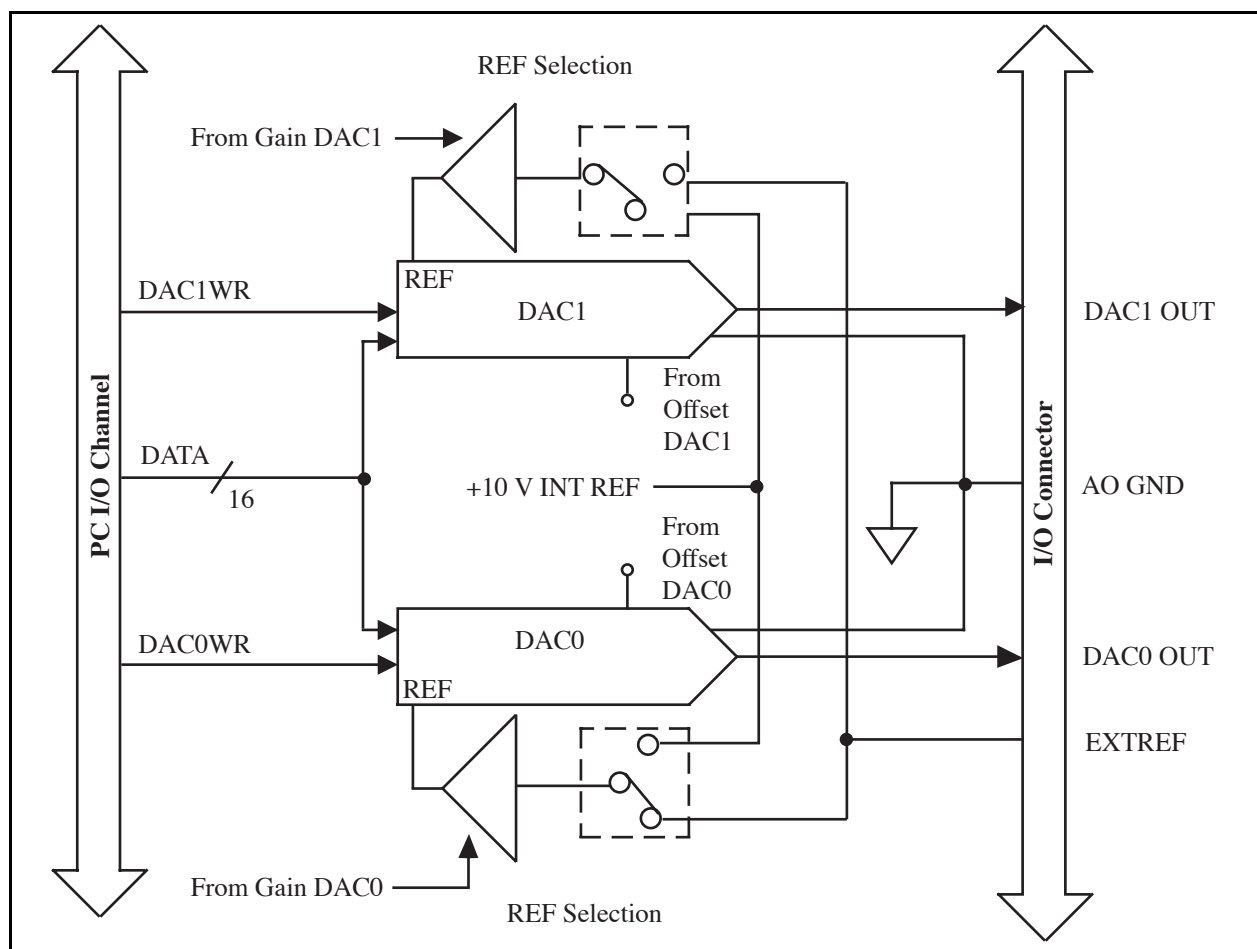 REF Selection
From Gain DAC1
REF
DAC1WR
DAC1
DAC1 OUT
From
Offset
DAC1
PC I/O Channel
DATA
16
+10 V INT REF
AO GND
I/O Connector
From
Offset
DAC0
DAC0WR
DAC0
DAC0 OUT
REF
EXTREF
From Gain DAC0
REF Selection